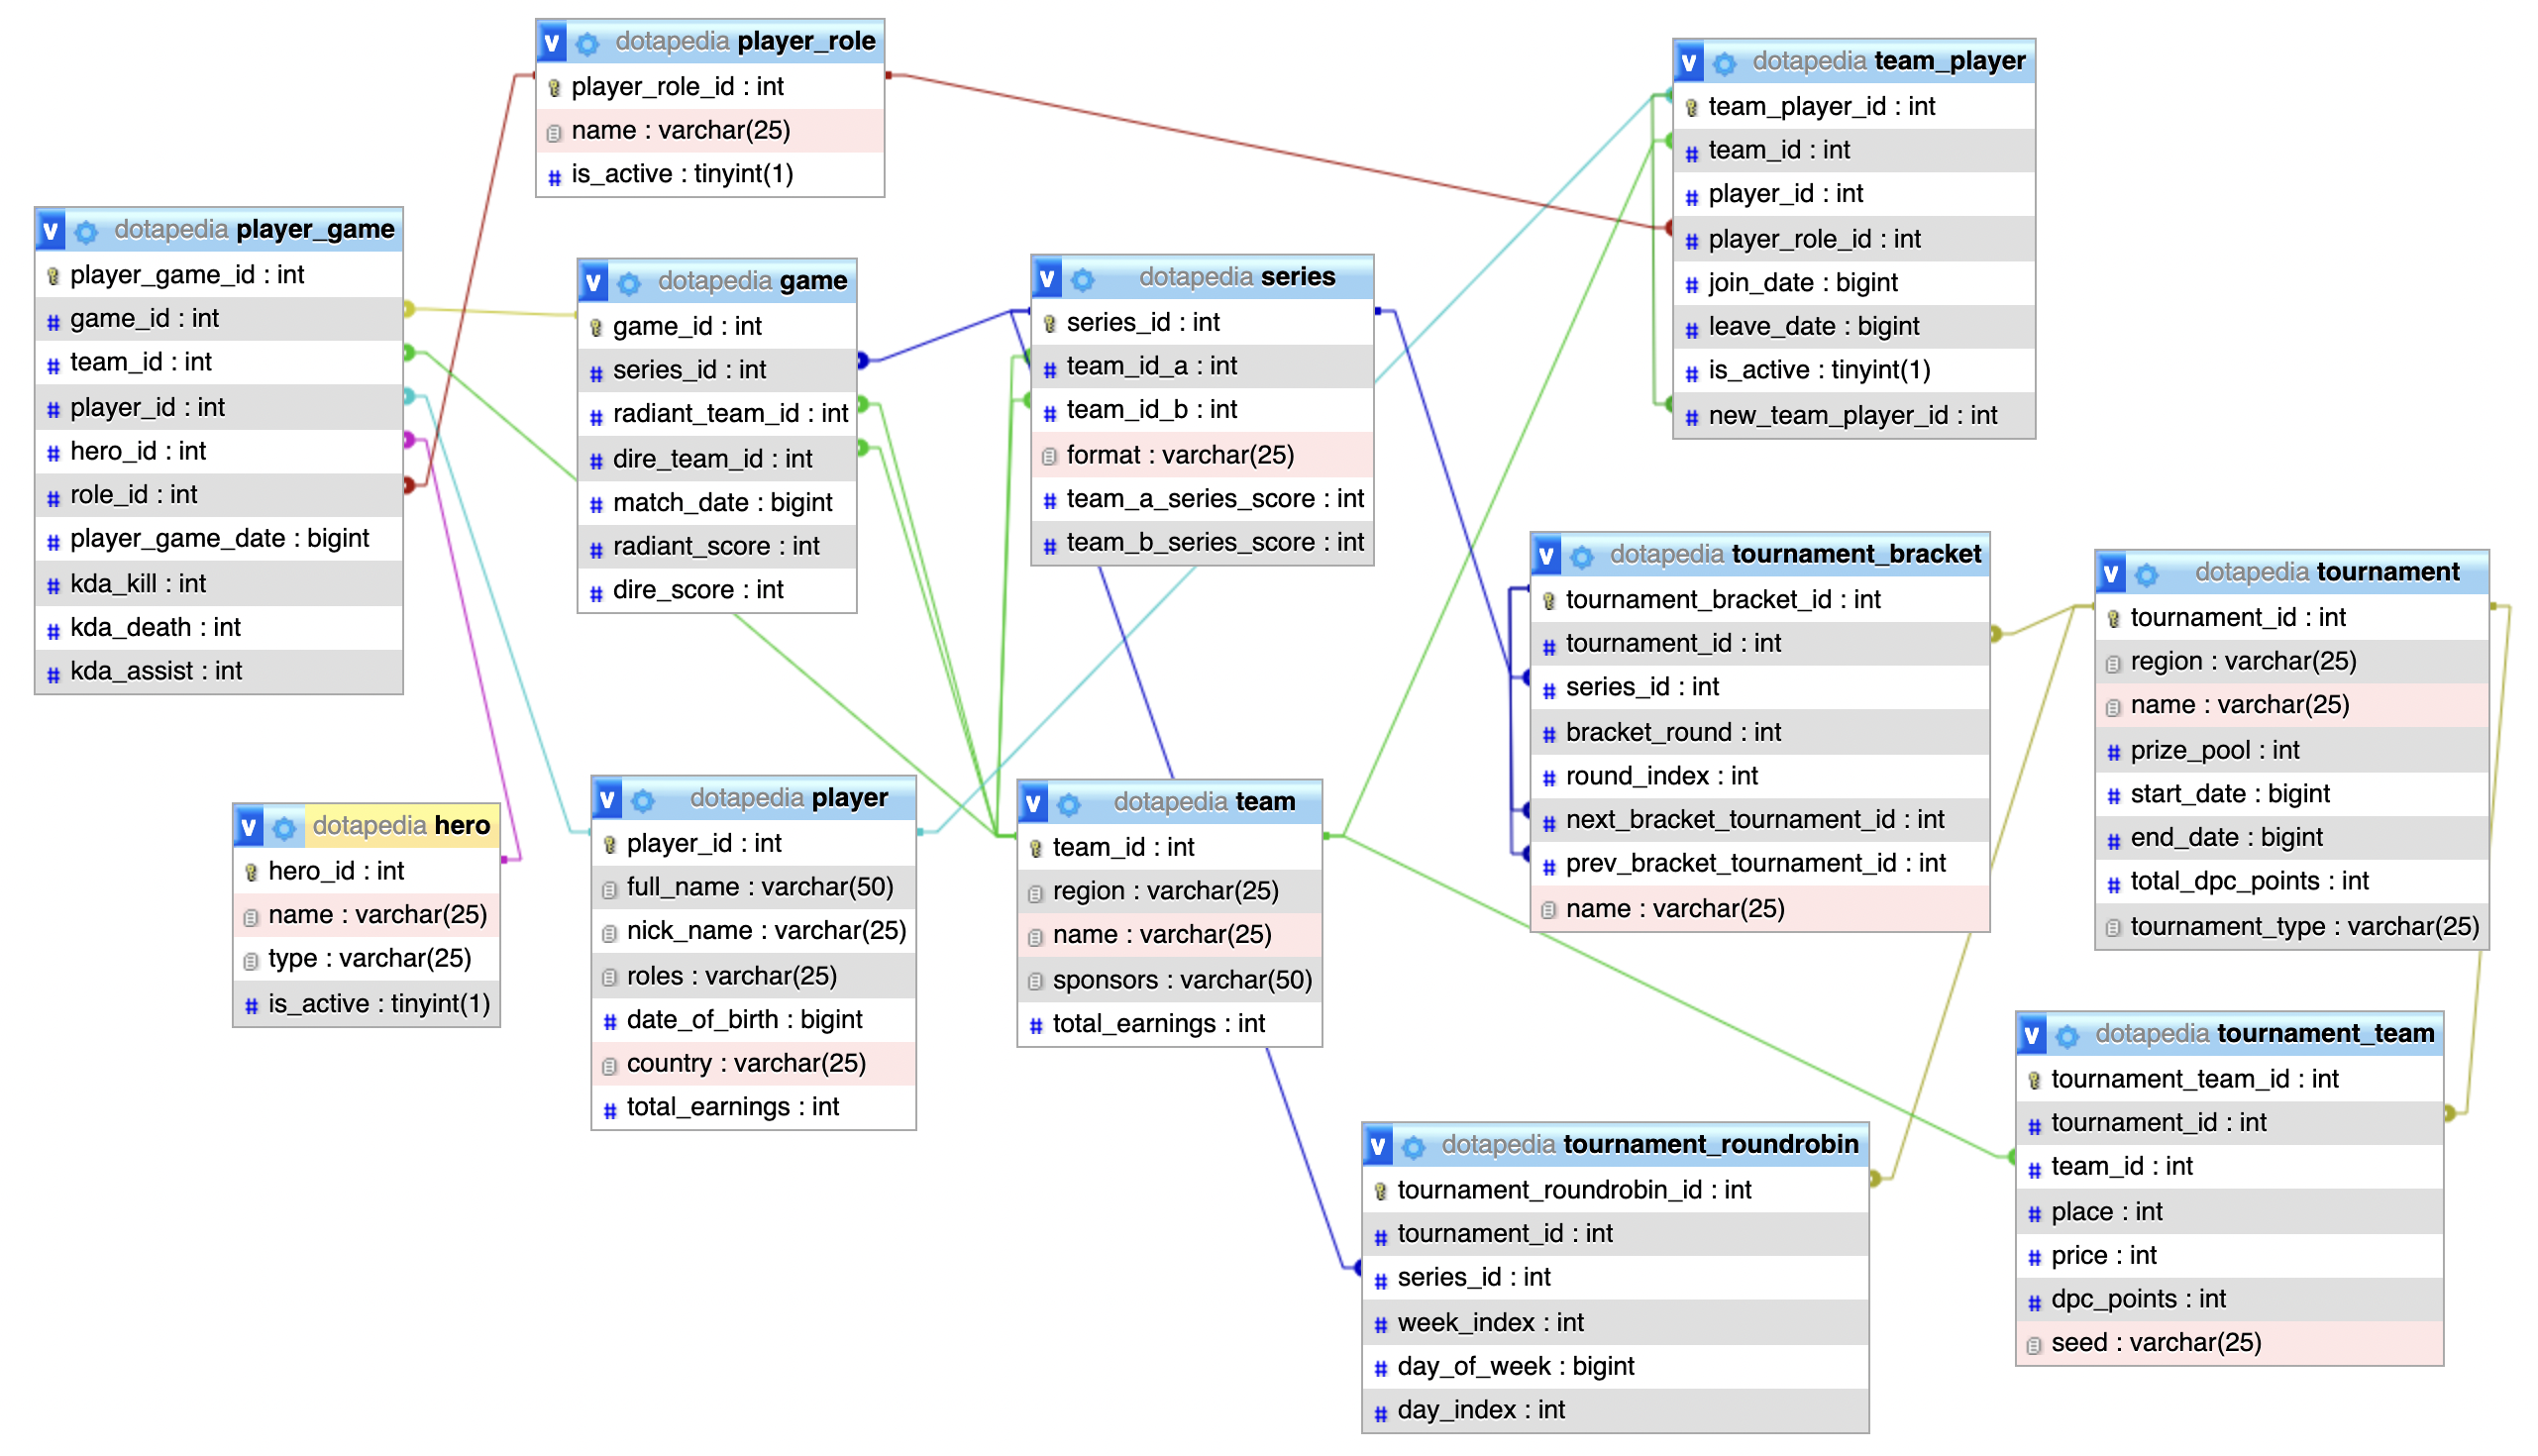 dotapedia player_role
player_role_id : int
name : varchar(25)
is_active : tinyint(1)
dotapedia team_player
team_player_id : int
team_id : int
player_id : int
player_role_id : int
join_date : bigint
leave_date : bigint
is_active : tinyint(1)
new_team_player_id : int
dotapedia player_game
player_game_id : int
game_id : int
team_id : int
player_id : int
hero_id : int
role_id : int
player_game_date : bigint
kda_kill : int
kda_death : int
kda_assist : int
dotapedia game
game_id : int
series_id : int
radiant_team_id : int
dire_team_id : int
match_date : bigint
radiant_score : int
dire_score : int
dotapedia series
series_id : int
team_id_a : int
team_id_b : int
format : varchar(25)
team_a_series_score : int
team_b_series_score : int
dotapedia tournament_bracket
tournament_bracket_id : int
tournament_id : int
series_id : int
bracket_round : int
round_index : int
next_bracket_tournament_id : int
prev_bracket_tournament_id : int
name : varchar(25)
dotapedia tournament
tournament_id : int
region : varchar(25)
name : varchar(25)
prize_pool : int
start_date : bigint
end_date : bigint
total_dpc_points : int
tournament_type : varchar(25)
dotapedia hero
hero_id : int
name : varchar(25)
type : varchar(25)
is_active : tinyint(1)
dotapedia player
player_id : int
full_name : varchar(50)
nick_name : varchar(25)
roles : varchar(25)
date_of_birth : bigint
country : varchar(25)
total_earnings : int
dotapedia team
team_id : int
region : varchar(25)
name : varchar(25)
sponsors : varchar(50)
total_earnings : int
dotapedia tournament_roundrobin
tournament_roundrobin_id : int
tournament_id : int
series_id : int
week_index : int
day_of_week : bigint
day_index : int
dotapedia tournament_team
tournament_team_id : int
tournament_id : int
team_id : int
place : int
price : int
dpc_points : int
seed : varchar(25)